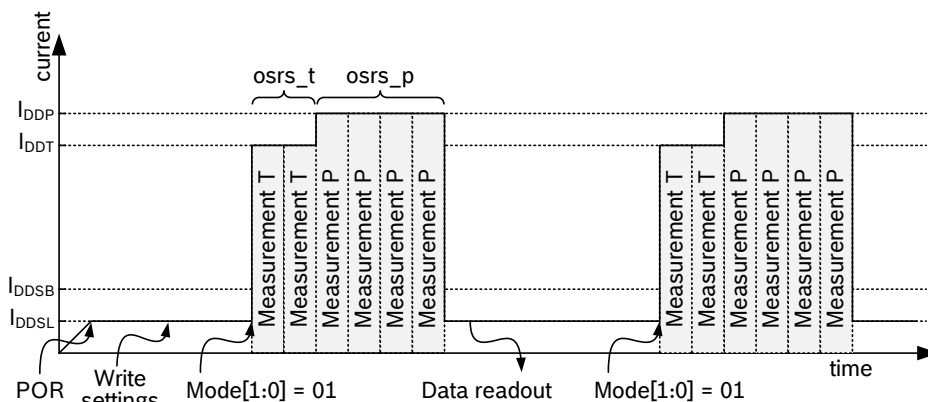 current
osrs_t
osrs_p
IDDP
IDDT
IDDSB
IDDSL
Measurement T
Measurement T
Measurement P
Measurement P
Measurement P
Measurement P
Measurement T
Measurement T
Measurement P
Measurement P
Measurement P
Measurement P
time
POR
Write
settings
Mode[1:0] = 01
Data readout
Mode[1:0] = 01